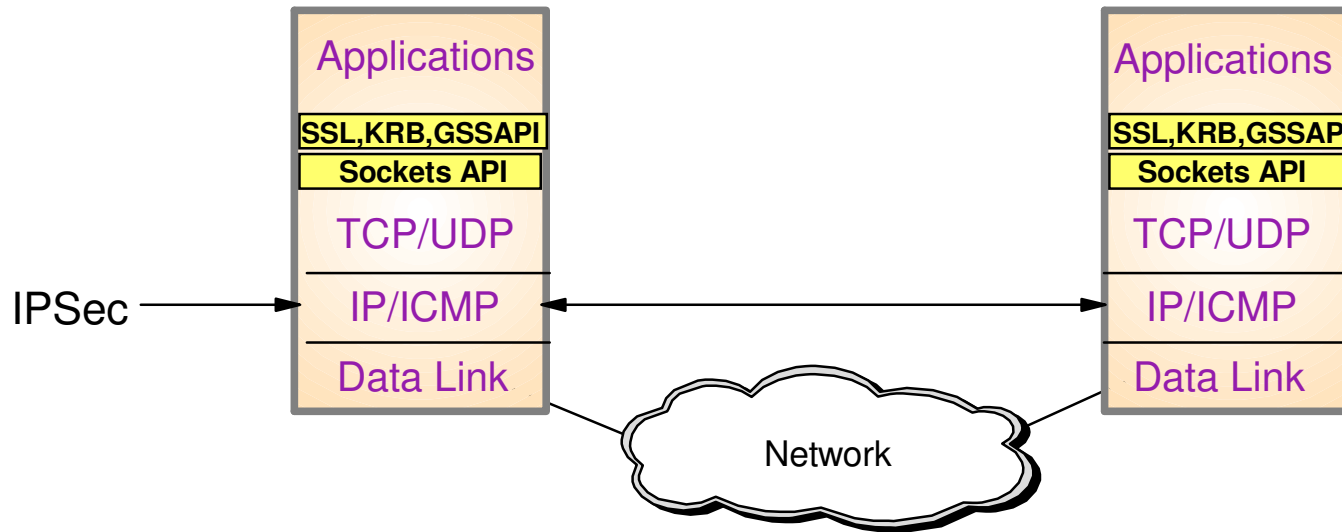 Applications
SSL,KRB,GSSAPI
Sockets API
TCP/UDP
IPSec
IP/ICMP
Data Link
Network
Applications
SSL,KRB,GSSAP
Sockets API
TCP/UDP
IP/ICMP
Data Link